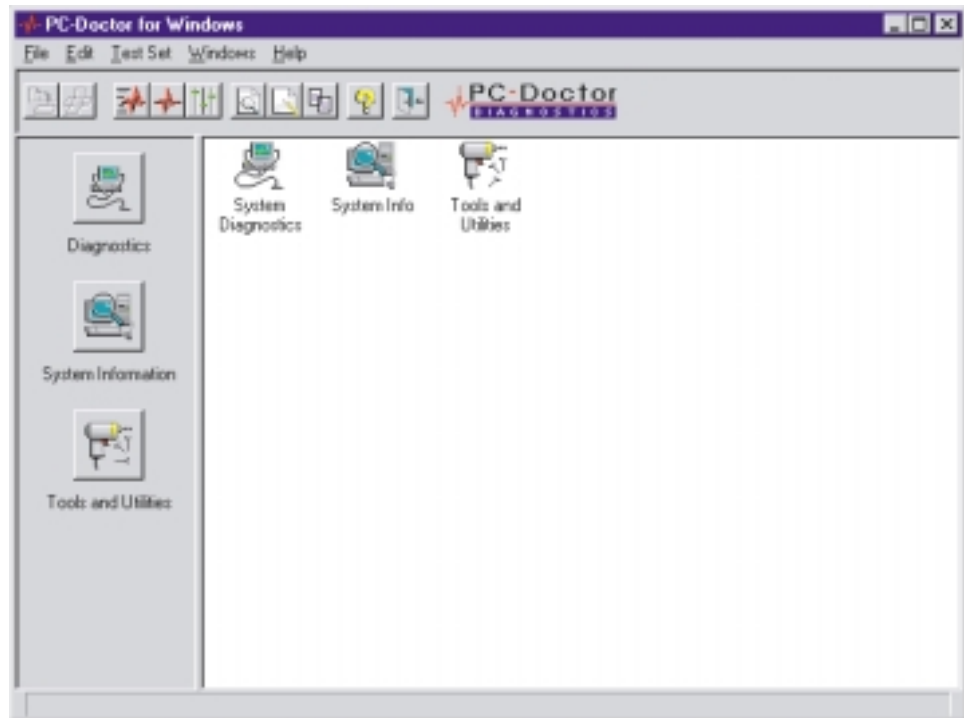 PC-Doctor for Windows
File Edit Test Set Windows Help
PC-Doctor
DIAGNOSTICS
System Diagnostics
System Info
Tools and Utilities
Diagnostics
System Information
Tools and Utilities